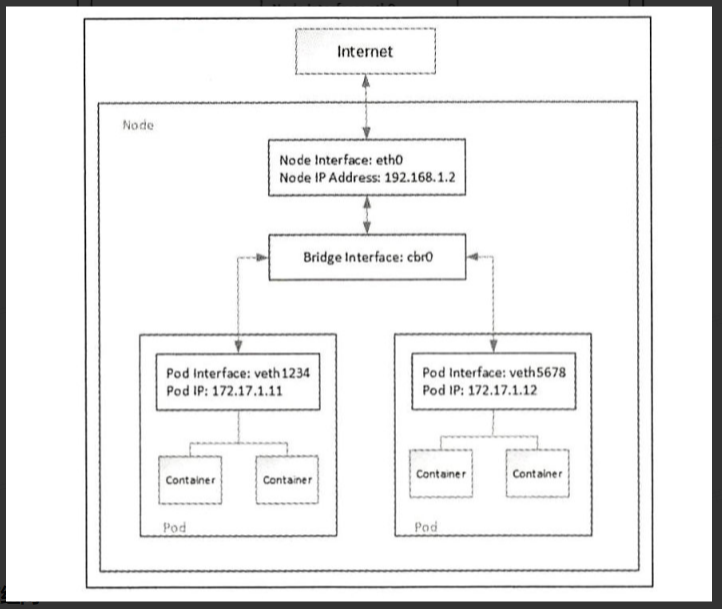 Internet
Node
Node Interface: eth0
Node IP Address: 192.168.1.2
Bridge Interface: cbr0
Pod Interface: veth1234
Pod IP: 172.17.1.11
Pod Interface: veth5678
Pod IP: 172.17.1.12
Container
Container
Container
Container
Pod
Pod